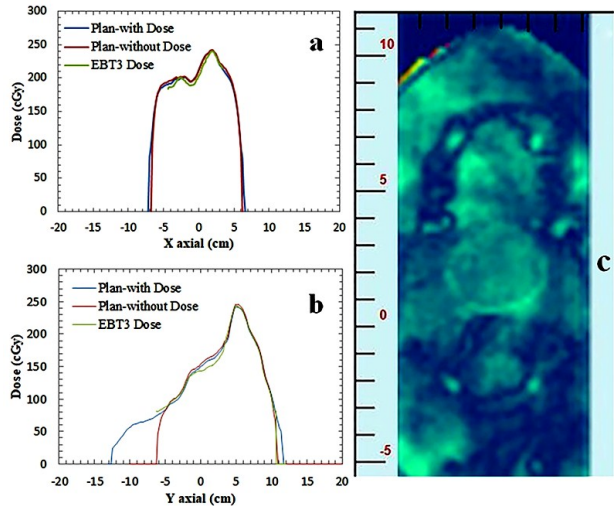 300
250
200
150
100
50
0
Dose (cGy)
Plan-with Dose
Plan-without Dose
EBT3 Dose
a
-20 -15 -10 -5 0 5 10 15 20
X axial (cm)
300
250
200
150
100
50
0
Dose (cGy)
Plan-with Dose
Plan-without Dose
EBT3 Dose
b
-20 -15 -10 -5 0 5 10 15 20
Y axial (cm)
10
5
0
-5
c